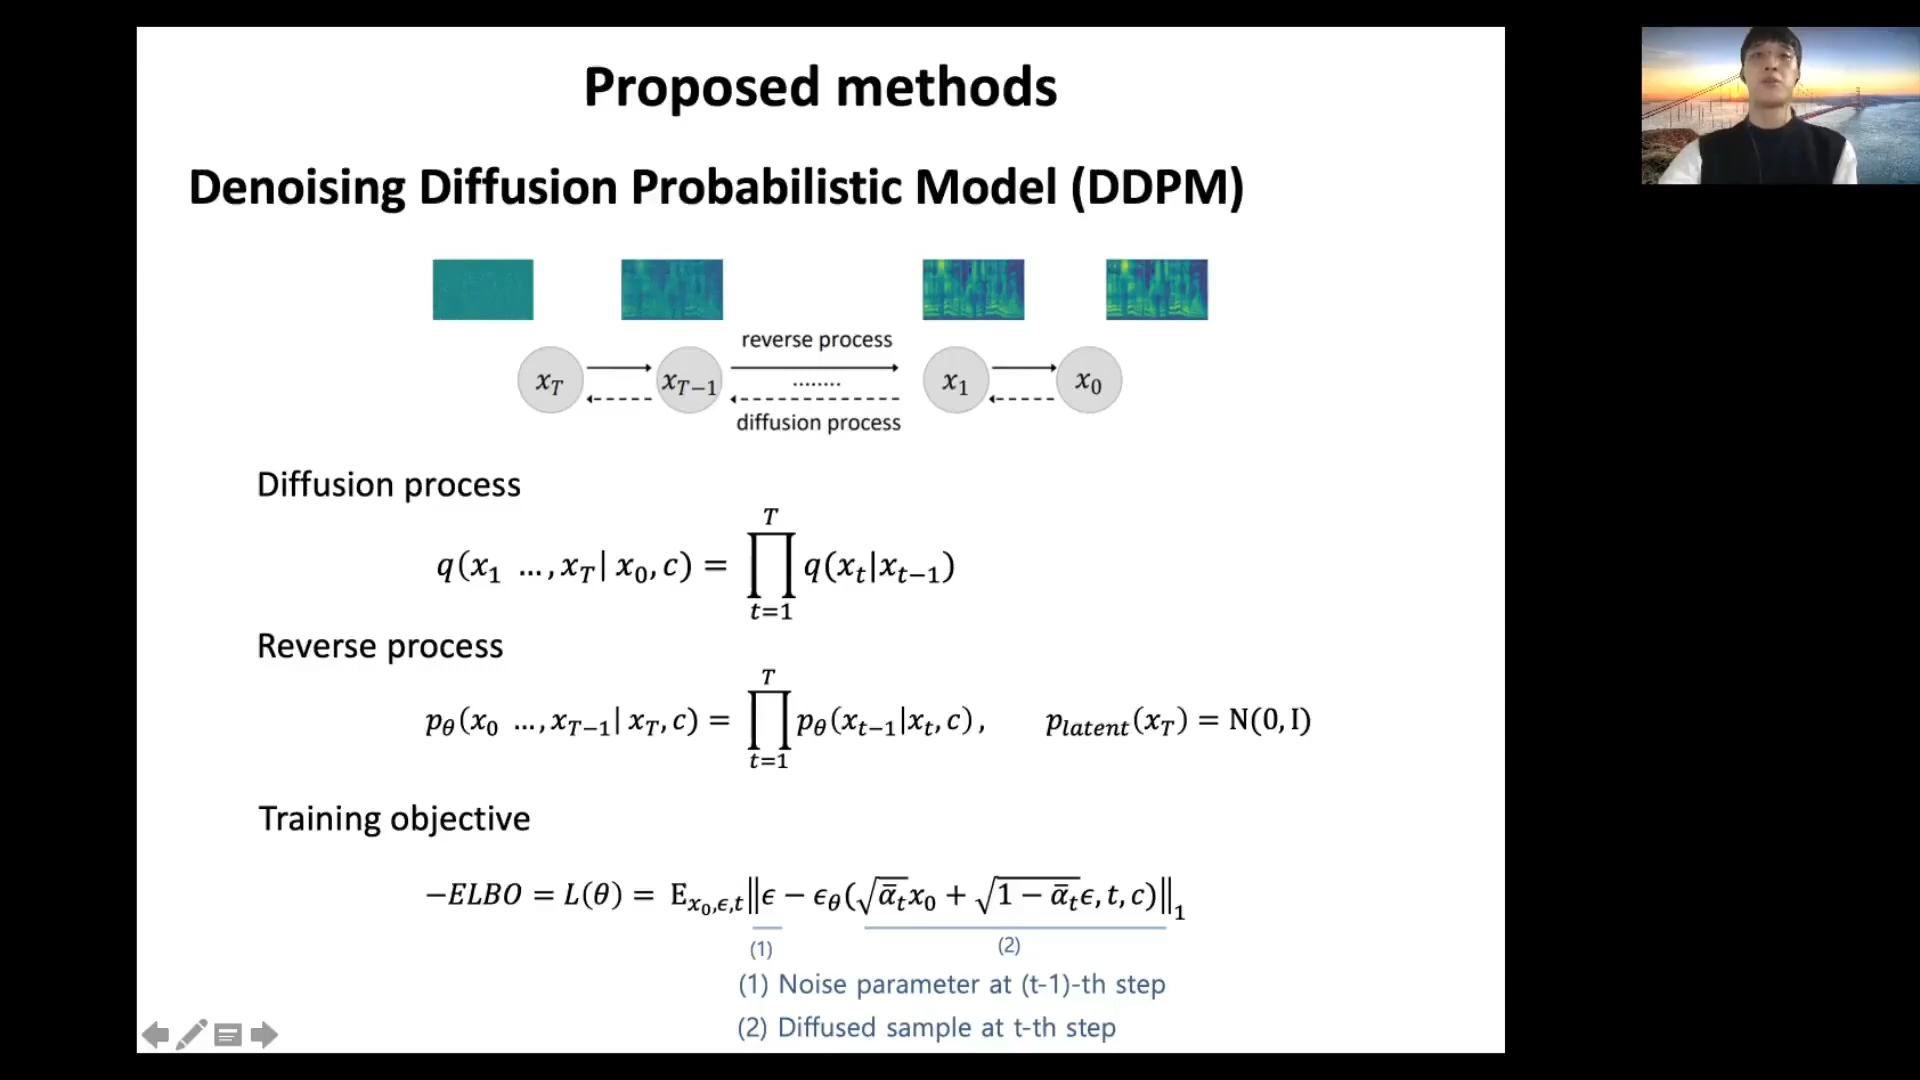 Proposed methods
Denoising Diffusion Probabilistic Model (DDPM)
reverse process
x_T x_{T−1} ........ x_1 x_0
diffusion process
Diffusion process
q(x_1 …,x_T| x_0,c) = ∏_{t=1}^{T} q(x_t|x_{t−1})
Reverse process
p_θ(x_0 …,x_{T−1}| x_T,c) = ∏_{t=1}^{T} p_θ(x_{t−1}|x_t,c), p_{latent}(x_T) = N(0,I)
Training objective
−ELBO = L(θ) = E_{x_0,ϵ,t}‖ϵ − ϵ_θ(√ᾱ_t x_0 + √(1 − ᾱ_t) ϵ, t, c)‖_1
(1) (2)
(1) Noise parameter at (t-1)-th step
(2) Diffused sample at t-th step